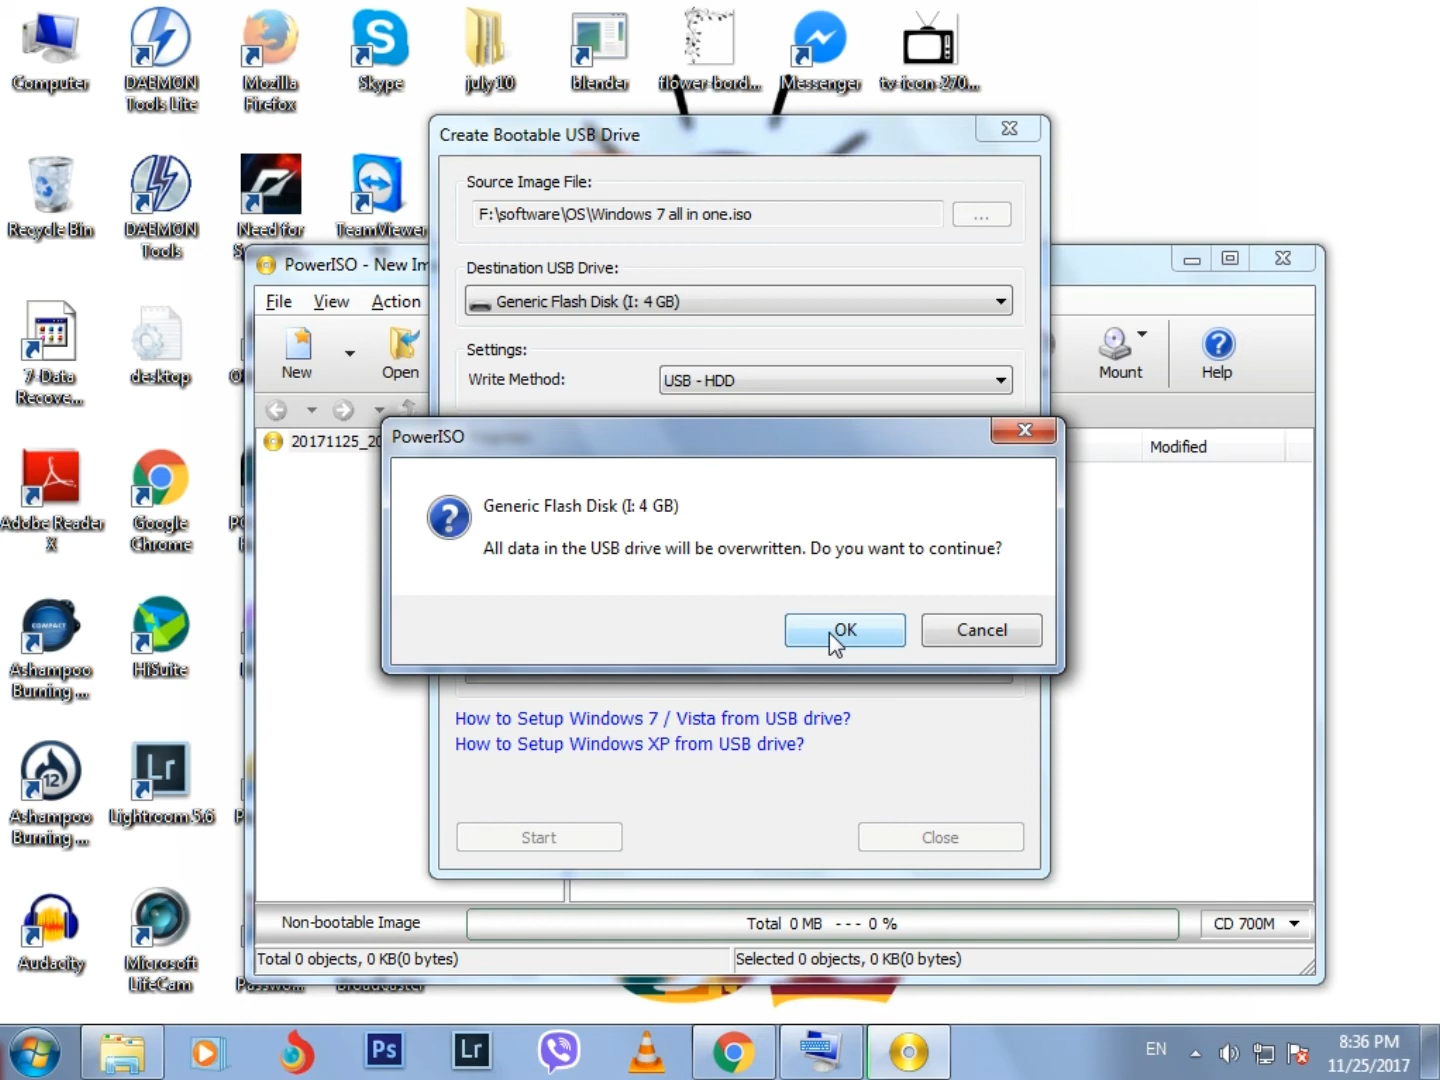 Computer
DAEMON
Tools Lite
Mozilla
Firefox
Skype
july10
blender
flower-bord...
Messenger
tv-icon-270...
Recycle Bin
DAEMON
Tools
Need for
TeamViewer
7-Data
Recove...
desktop
Adobe Reader
X
Google
Chrome
Ashampoo
Burning ...
HiSuite
Ashampoo
Burning ...
Lightroom 5.6
Audacity
Microsoft
LifeCam
Create Bootable USB Drive
Source Image File:
F:\software\OS\Windows 7 all in one.iso
...
Destination USB Drive:
Generic Flash Disk (I: 4 GB)
Settings:
Write Method:
USB - HDD
PowerISO - New Im
File View Action
New
Open
Mount
Help
20171125_20
Modified
PowerISO
Generic Flash Disk (I: 4 GB)
All data in the USB drive will be overwritten. Do you want to continue?
OK
Cancel
How to Setup Windows 7 / Vista from USB drive?
How to Setup Windows XP from USB drive?
Start
Close
Non-bootable Image
Total 0 MB --- 0 %
CD 700M
Total 0 objects, 0 KB(0 bytes)
Selected 0 objects, 0 KB(0 bytes)
Ps
Lr
EN
8:36 PM
11/25/2017